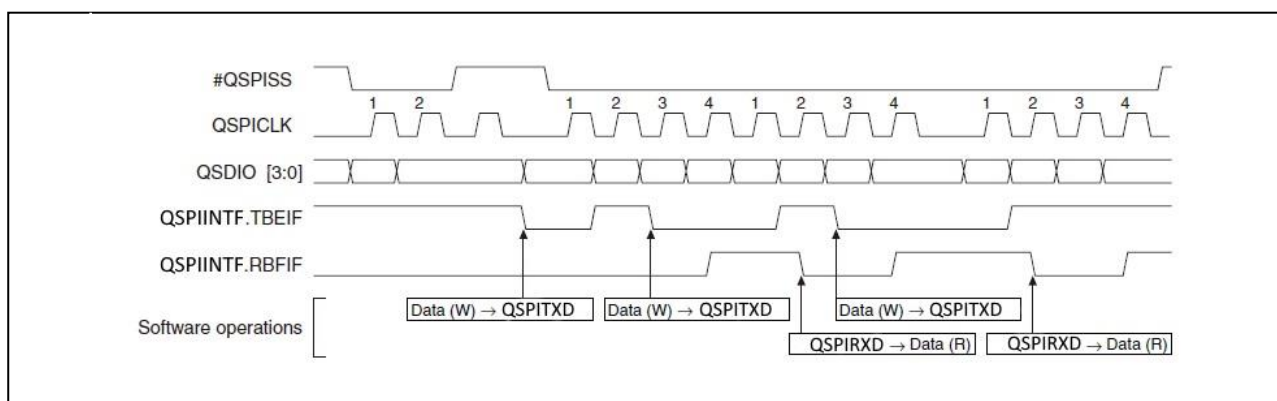 #QSPISS
1 2 1 2 3 4 1 2 3 4 1 2 3 4
QSPICLK
QSDIO [3:0]
QSPIINTF.TBEIF
QSPIINTF.RBFIF
Data (W) → QSPITXD Data (W) → QSPITXD Data (W) → QSPITXD
Software operations
QSPIRXD → Data (R) QSPIRXD → Data (R)